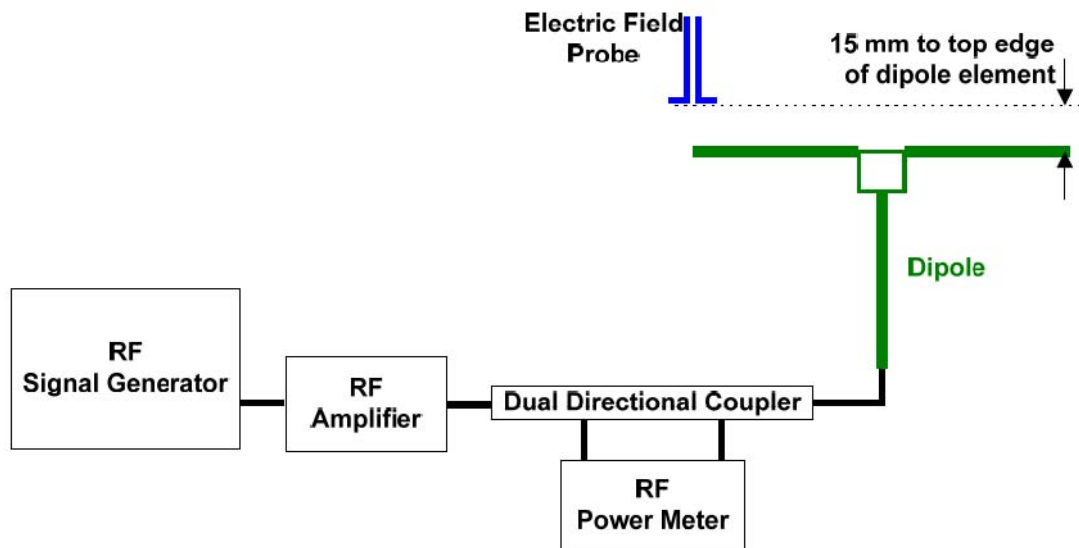 Electric Field
Probe
15 mm to top edge
of dipole element
Dipole
RF
Signal Generator
RF
Amplifier
Dual Directional Coupler
RF
Power Meter